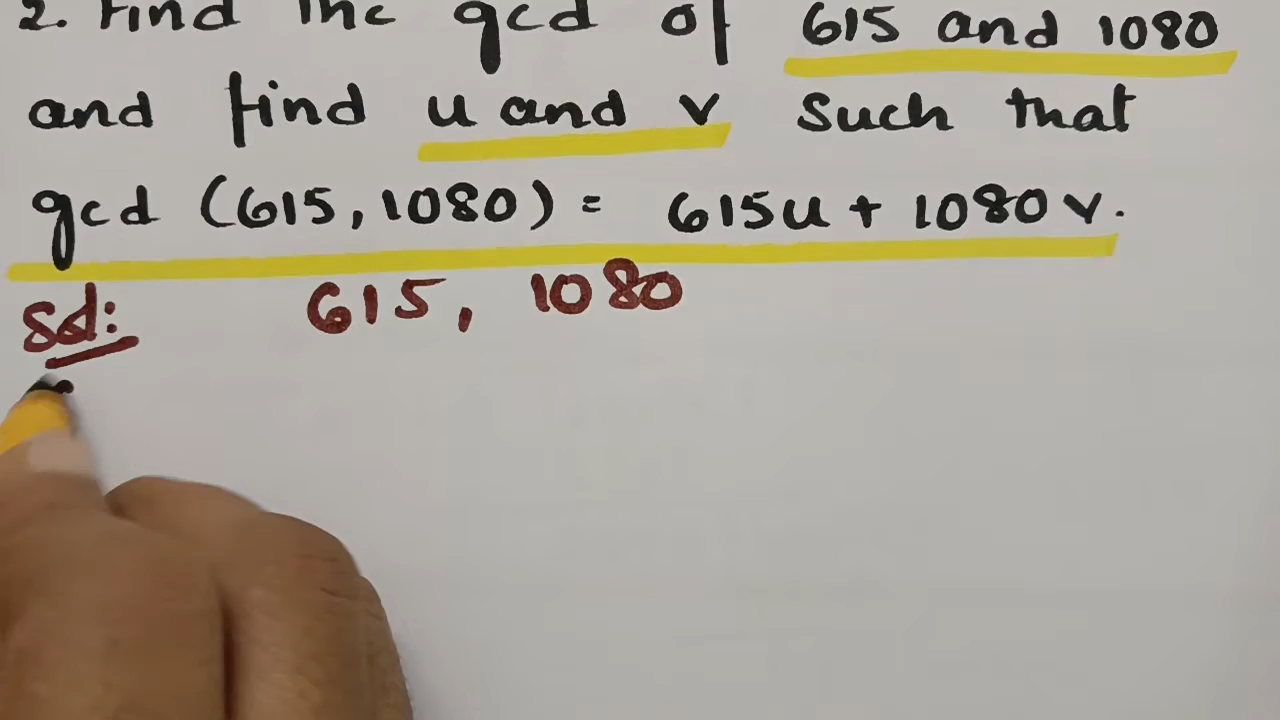 2. Find the gcd of 615 and 1080
and find u and v such that
gcd (615, 1080) = 615u + 1080v.
Sol: 615, 1080